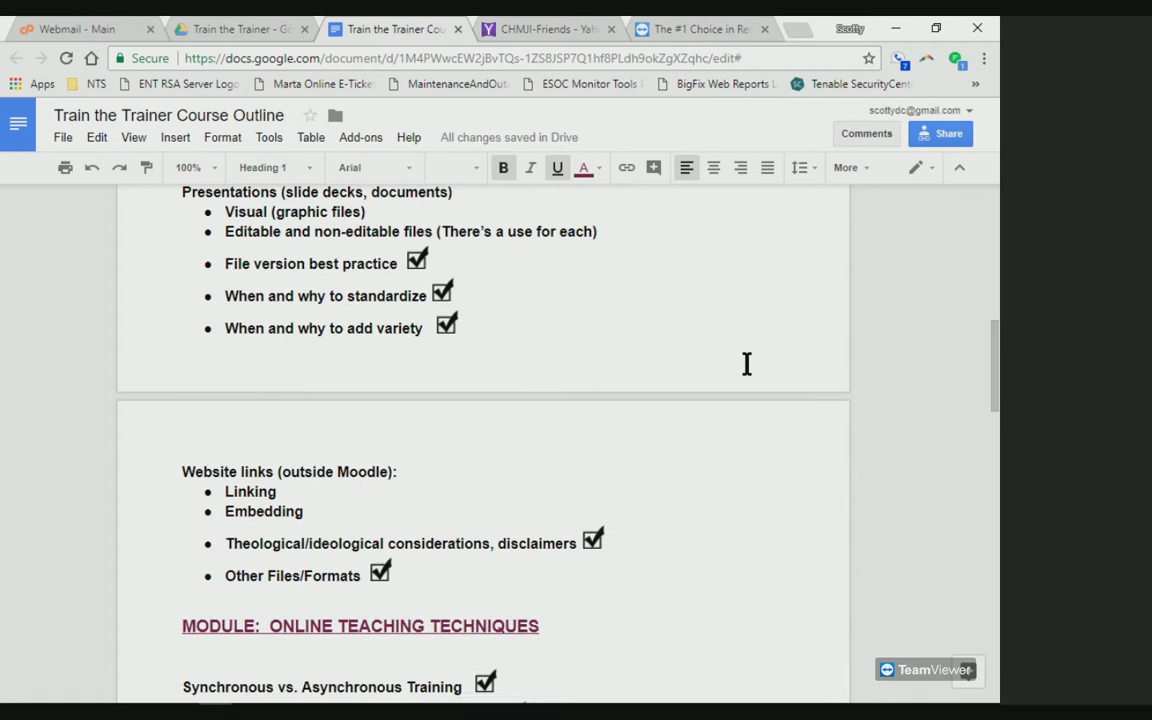 Webmail - Main
Train the Trainer - Go
Train the Trainer Cou
CHMJI-Friends - Yah
The #1 Choice in Re
Scotty
Secure
https://docs.google.com/document/d/1M4PWwcEW2jBvTQs-1ZS8JSP7Q1hf8PLdh9okZgXZqhc/edit#
7
1
Apps
NTS
ENT RSA Server Logo
Marta Online E-Ticke
MaintenanceAndOut
ESOC Monitor Tools
BigFix Web Reports L
Tenable SecurityCent
»
Train the Trainer Course Outline
scottydc@gmail.com
File Edit View Insert Format Tools Table Add-ons Help All changes saved in Drive
Comments
Share
100% Heading 1 Arial B I U A More
Presentations (slide decks, documents)
● Visual (graphic files)
● Editable and non-editable files (There's a use for each)
● File version best practice
● When and why to standardize
● When and why to add variety
Website links (outside Moodle):
● Linking
● Embedding
● Theological/ideological considerations, disclaimers
● Other Files/Formats
MODULE: ONLINE TEACHING TECHNIQUES
TeamViewer
Synchronous vs. Asynchronous Training